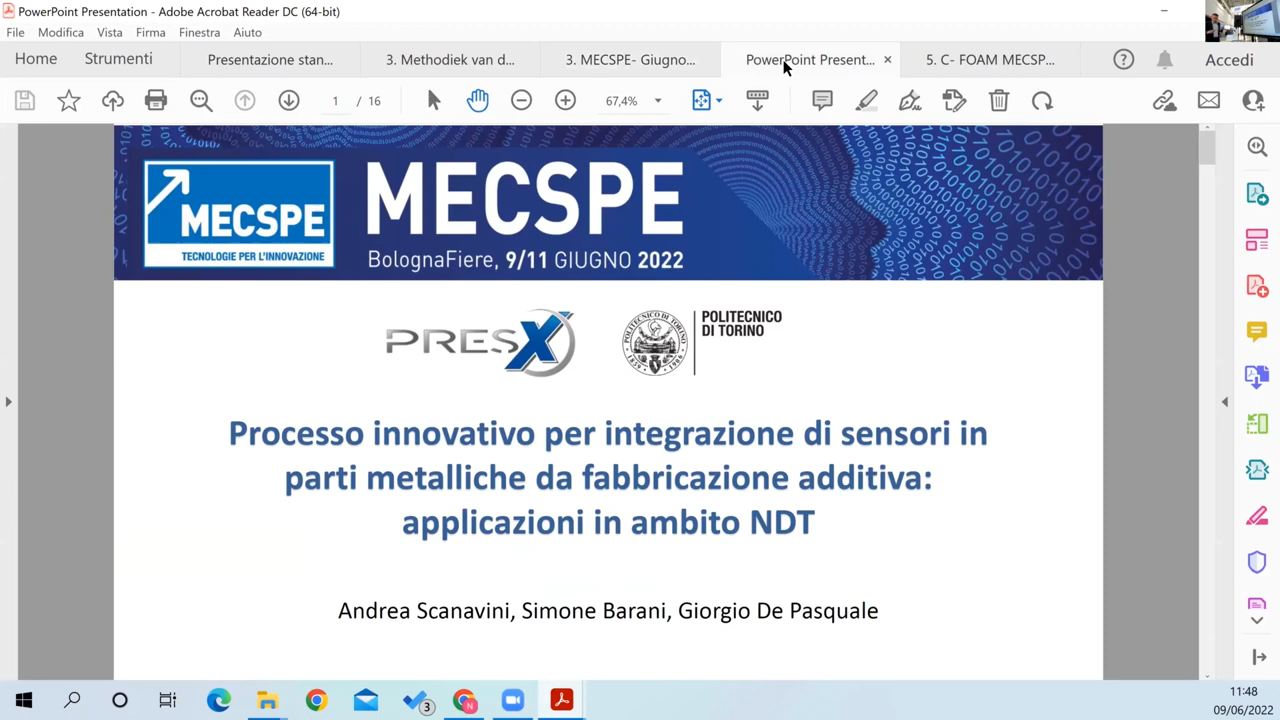 PowerPoint Presentation - Adobe Acrobat Reader DC (64-bit)
File Modifica Vista Firma Finestra Aiuto
Home Strumenti Presentazione stan... 3. Methodiek van d... 3. MECSPE- Giugno... PowerPoint Present... 5. C- FOAM MECSP... Accedi
1 / 16 67,4%
MECSPE
TECNOLOGIE PER L'INNOVAZIONE
MECSPE
BolognaFiere, 9/11 GIUGNO 2022
PRESX
POLITECNICO
DI TORINO
Processo innovativo per integrazione di sensori in
parti metalliche da fabbricazione additiva:
applicazioni in ambito NDT
Andrea Scanavini, Simone Barani, Giorgio De Pasquale
3
N
11:48
09/06/2022